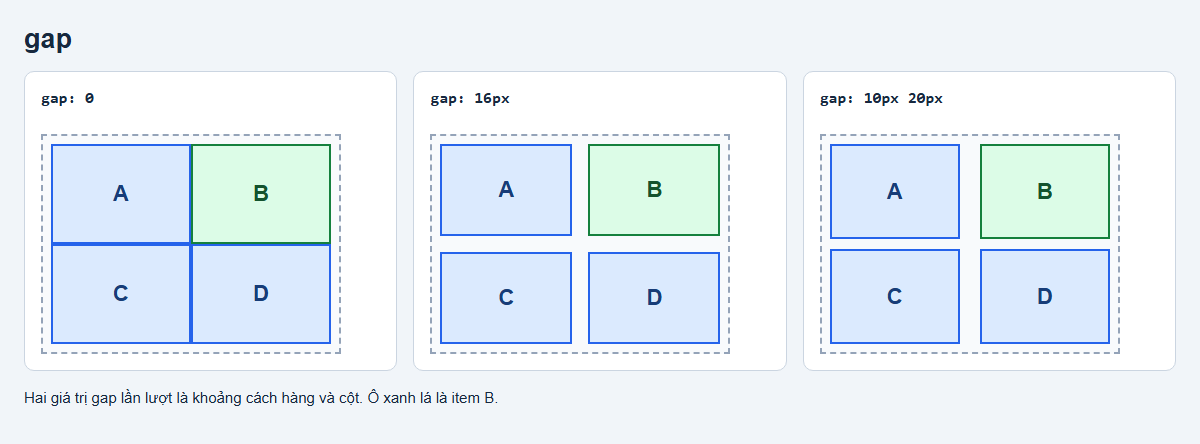 gap
gap: 0
A B
C D
gap: 16px
A B
C D
gap: 10px 20px
A B
C D
Hai giá trị gap lần lượt là khoảng cách hàng và cột. Ô xanh lá là item B.